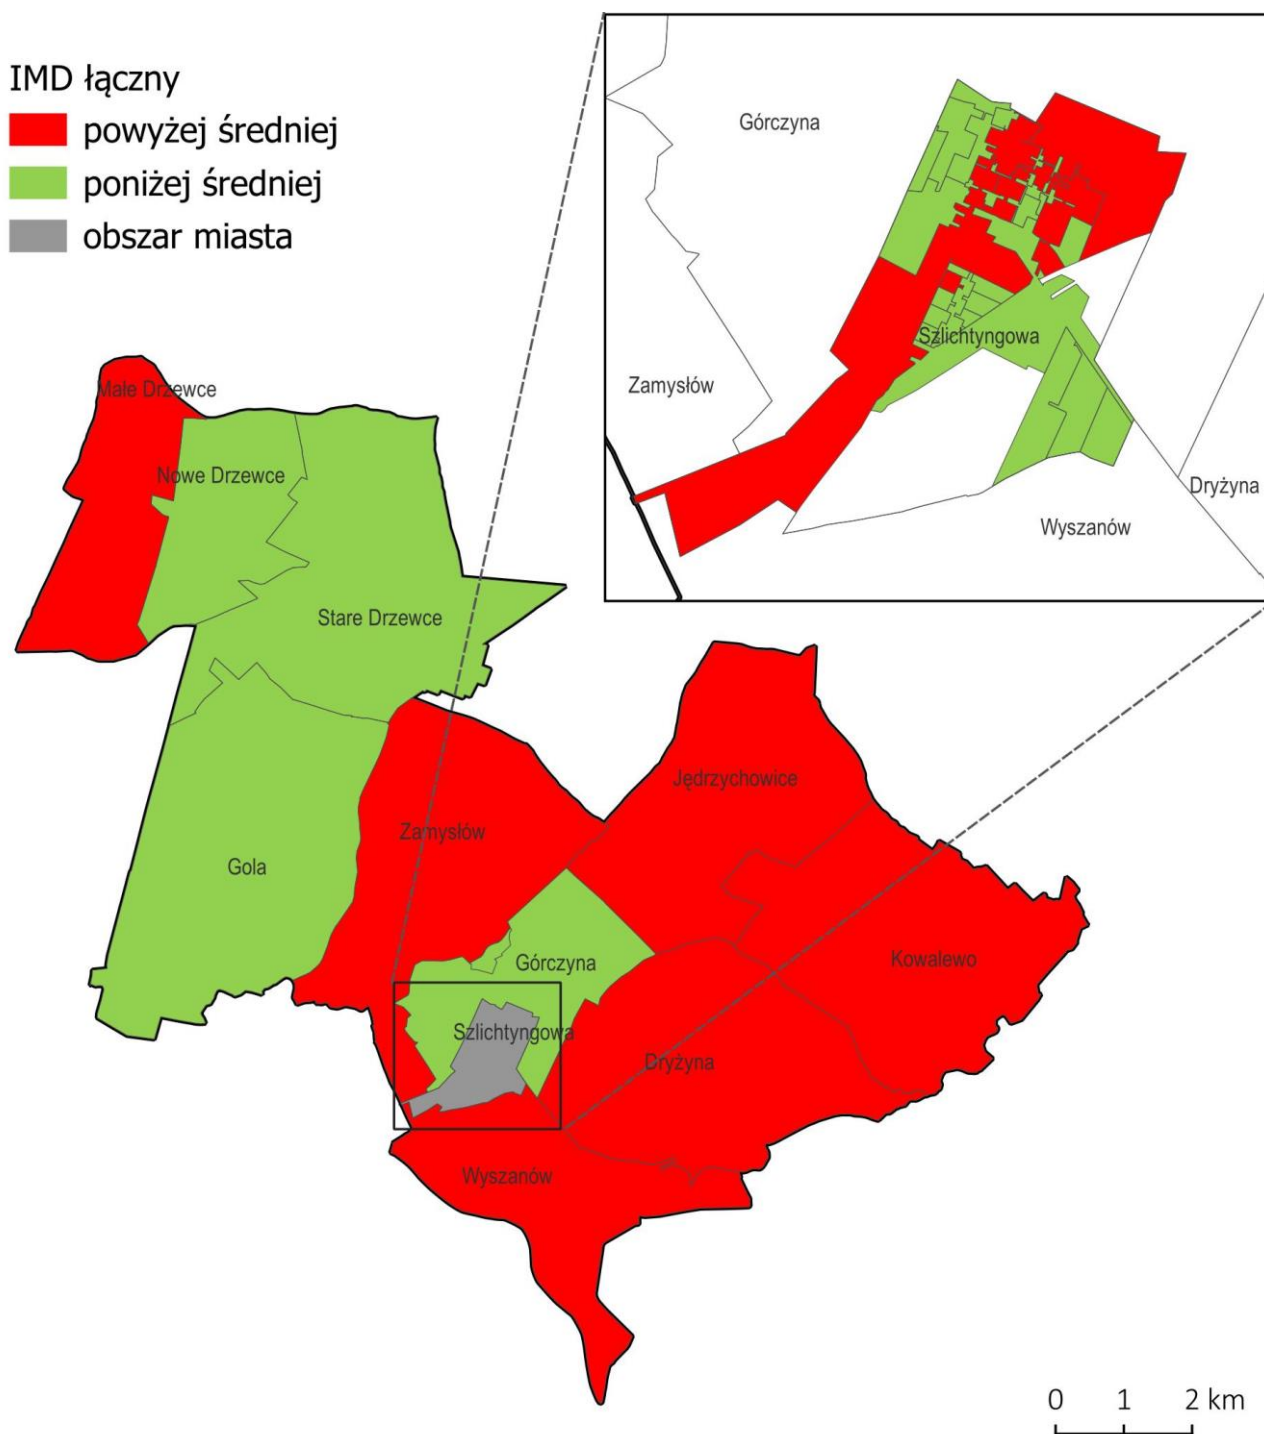 IMD łączny
powyżej średniej
poniżej średniej
obszar miasta
Górczyna
Szlichtyngowa
Zamysłów
Dryżyna
Wyszanów
Małe Drzewce
Nowe Drzewce
Stare Drzewce
Jędrzychowice
Zamysłów
Gola
Górczyna
Kowalewo
Szlichtyngowa
Dryżyna
Wyszanów
0 1 2 km